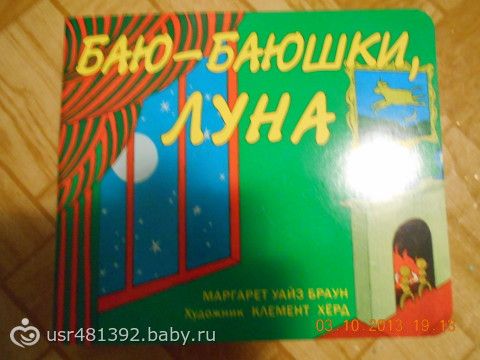 БАЮ-БАЮШКИ,
ЛУНА
МАРГАРЕТ УАЙЗ БРАУН
Художник КЛЕМЕНТ ХЁРД
03.10.2013 19:13
usr481392.baby.ru